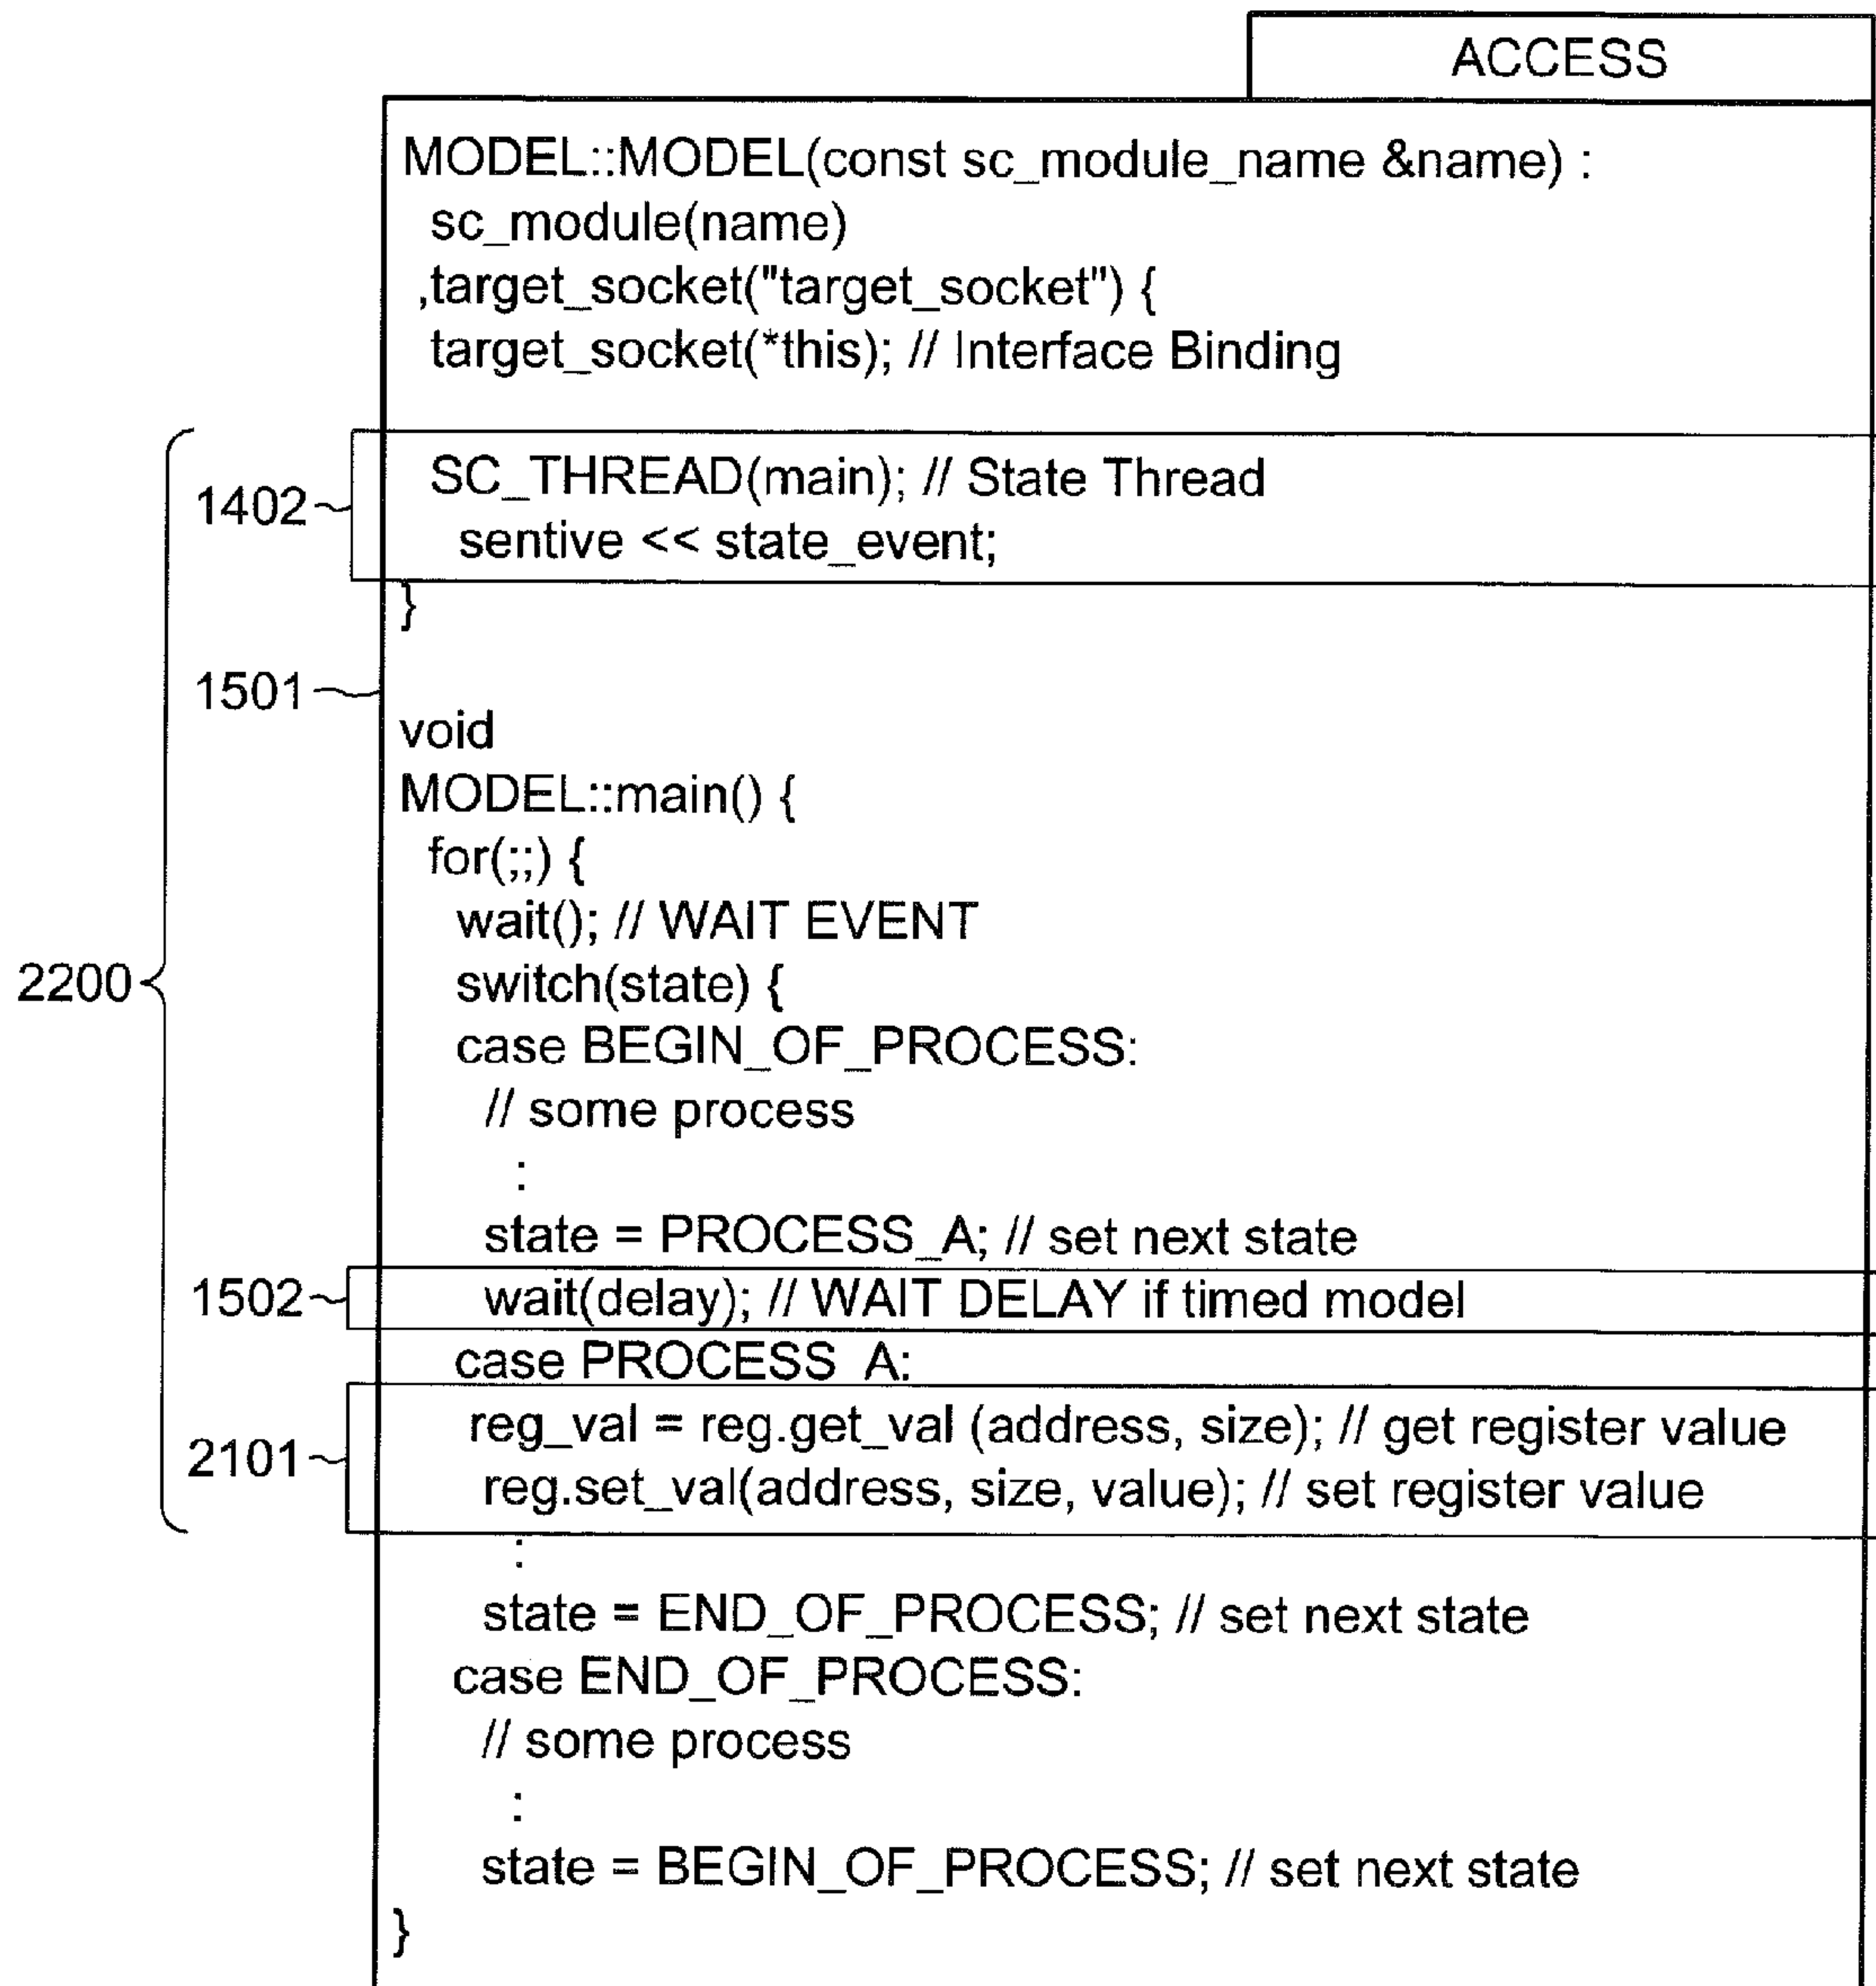 ACCESS
MODEL::MODEL(const sc_module_name &name) :
sc_module(name)
,target_socket("target_socket") {
target_socket(*this); // Interface Binding
1402
SC_THREAD(main); // State Thread
sentive << state_event;
}
1501
void
MODEL::main() {
for(;;) {
wait(); // WAIT EVENT
2200
switch(state) {
case BEGIN_OF_PROCESS:
// some process
:
state = PROCESS_A; // set next state
1502
wait(delay); // WAIT DELAY if timed model
case PROCESS_A:
2101
reg_val = reg.get_val (address, size); // get register value
reg.set_val(address, size, value); // set register value
:
state = END_OF_PROCESS; // set next state
case END_OF_PROCESS:
// some process
:
state = BEGIN_OF_PROCESS; // set next state
}